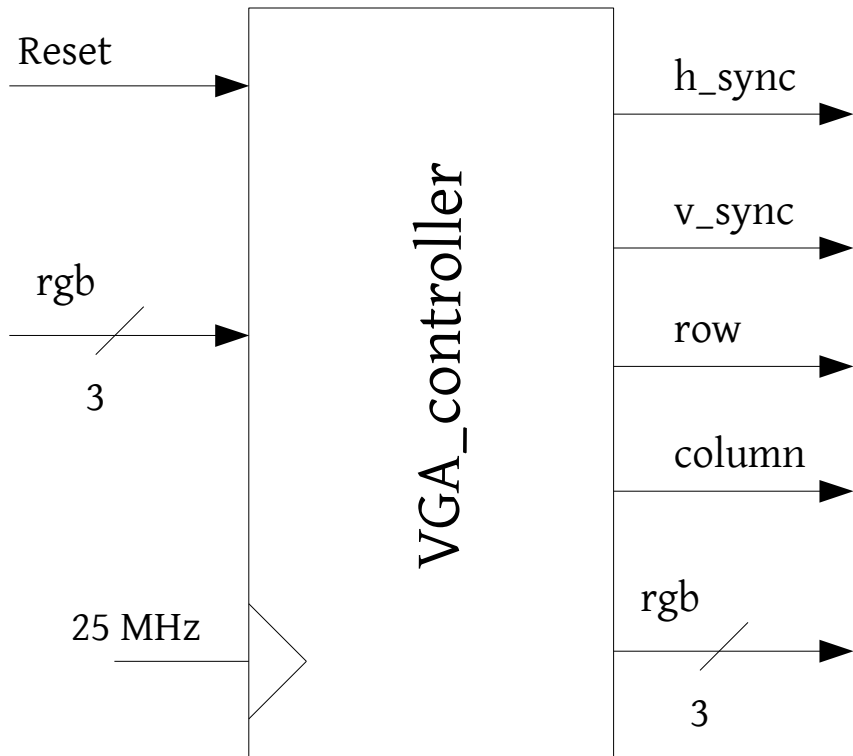 Reset
rgb
3
25 MHz
VGA_controller
h_sync
v_sync
row
column
rgb
3